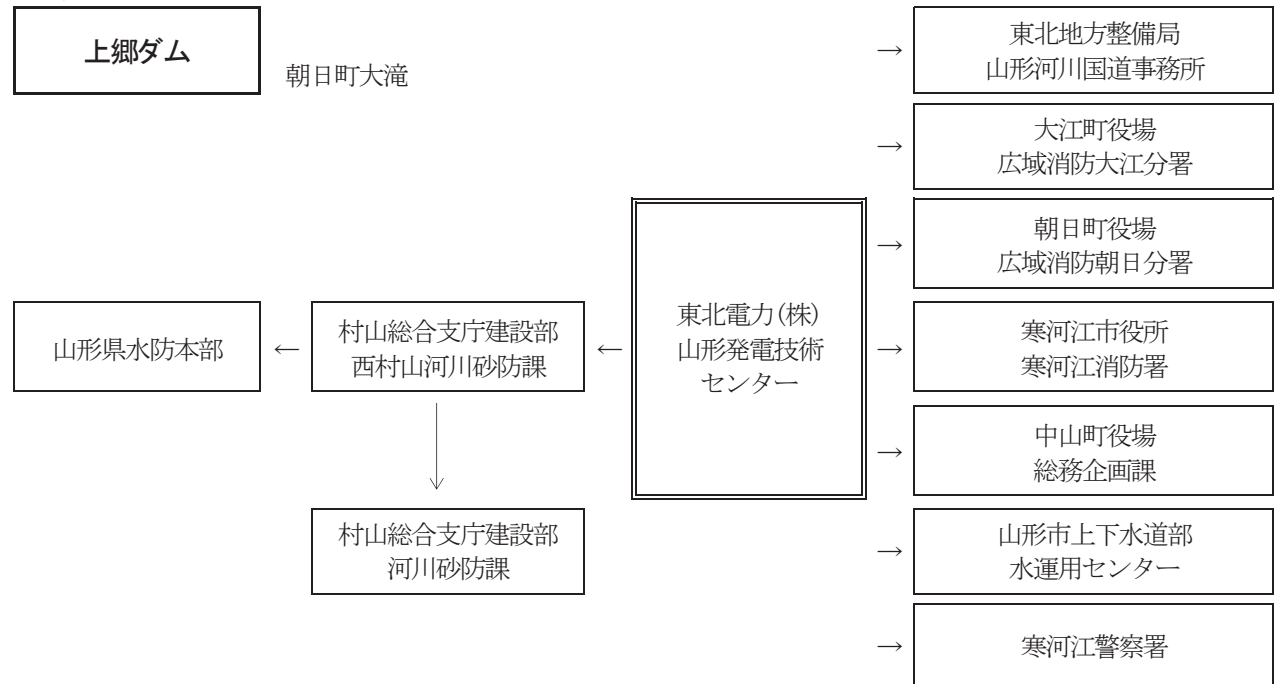 上郷ダム
朝日町大滝
→
東北地方整備局
山形河川国道事務所
→
大江町役場
広域消防大江分署
→
朝日町役場
広域消防朝日分署
山形県水防本部
←
村山総合支庁建設部
西村山河川砂防課
←
東北電力(株)
山形発電技術
センター
→
寒河江市役所
寒河江消防署
→
中山町役場
総務企画課
村山総合支庁建設部
河川砂防課
→
山形市上下水道部
水運用センター
→
寒河江警察署